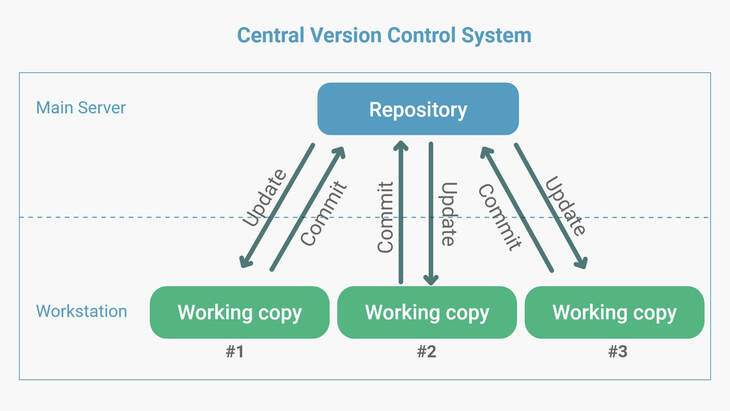 Central Version Control System
Main Server
Repository
Update
Commit
Commit
Update
Commit
Update
Workstation
Working copy
Working copy
Working copy
#1
#2
#3